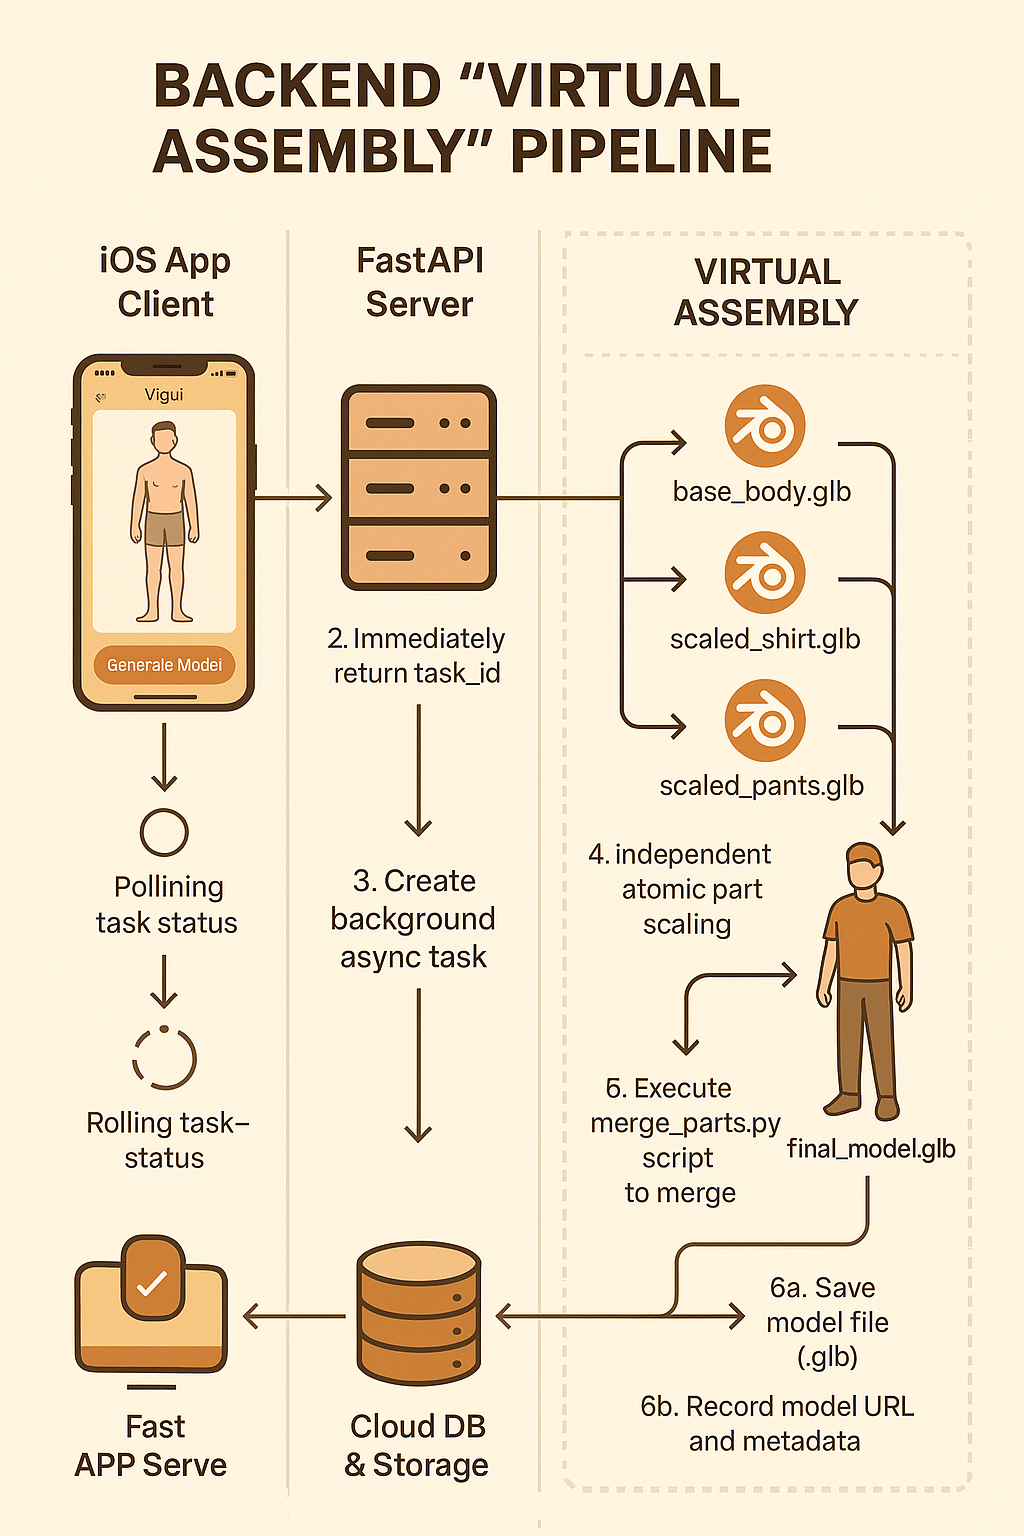 BACKEND “VIRTUAL
ASSEMBLY” PIPELINE
iOS App
Client
FastAPI
Server
VIRTUAL
ASSEMBLY
Vigui
Generale Modei
base_body.glb
scaled_shirt.glb
scaled_pants.glb
2. Immediately
return task_id
Pollining
task status
3. Create
background
async task
4. independent
atomic part
scaling
Rolling task–
status
5. Execute
merge_parts.py
script
to merge
final_model.glb
6a. Save
model file
(.glb)
6b. Record model URL
and metadata
Fast
APP Serve
Cloud DB
& Storage